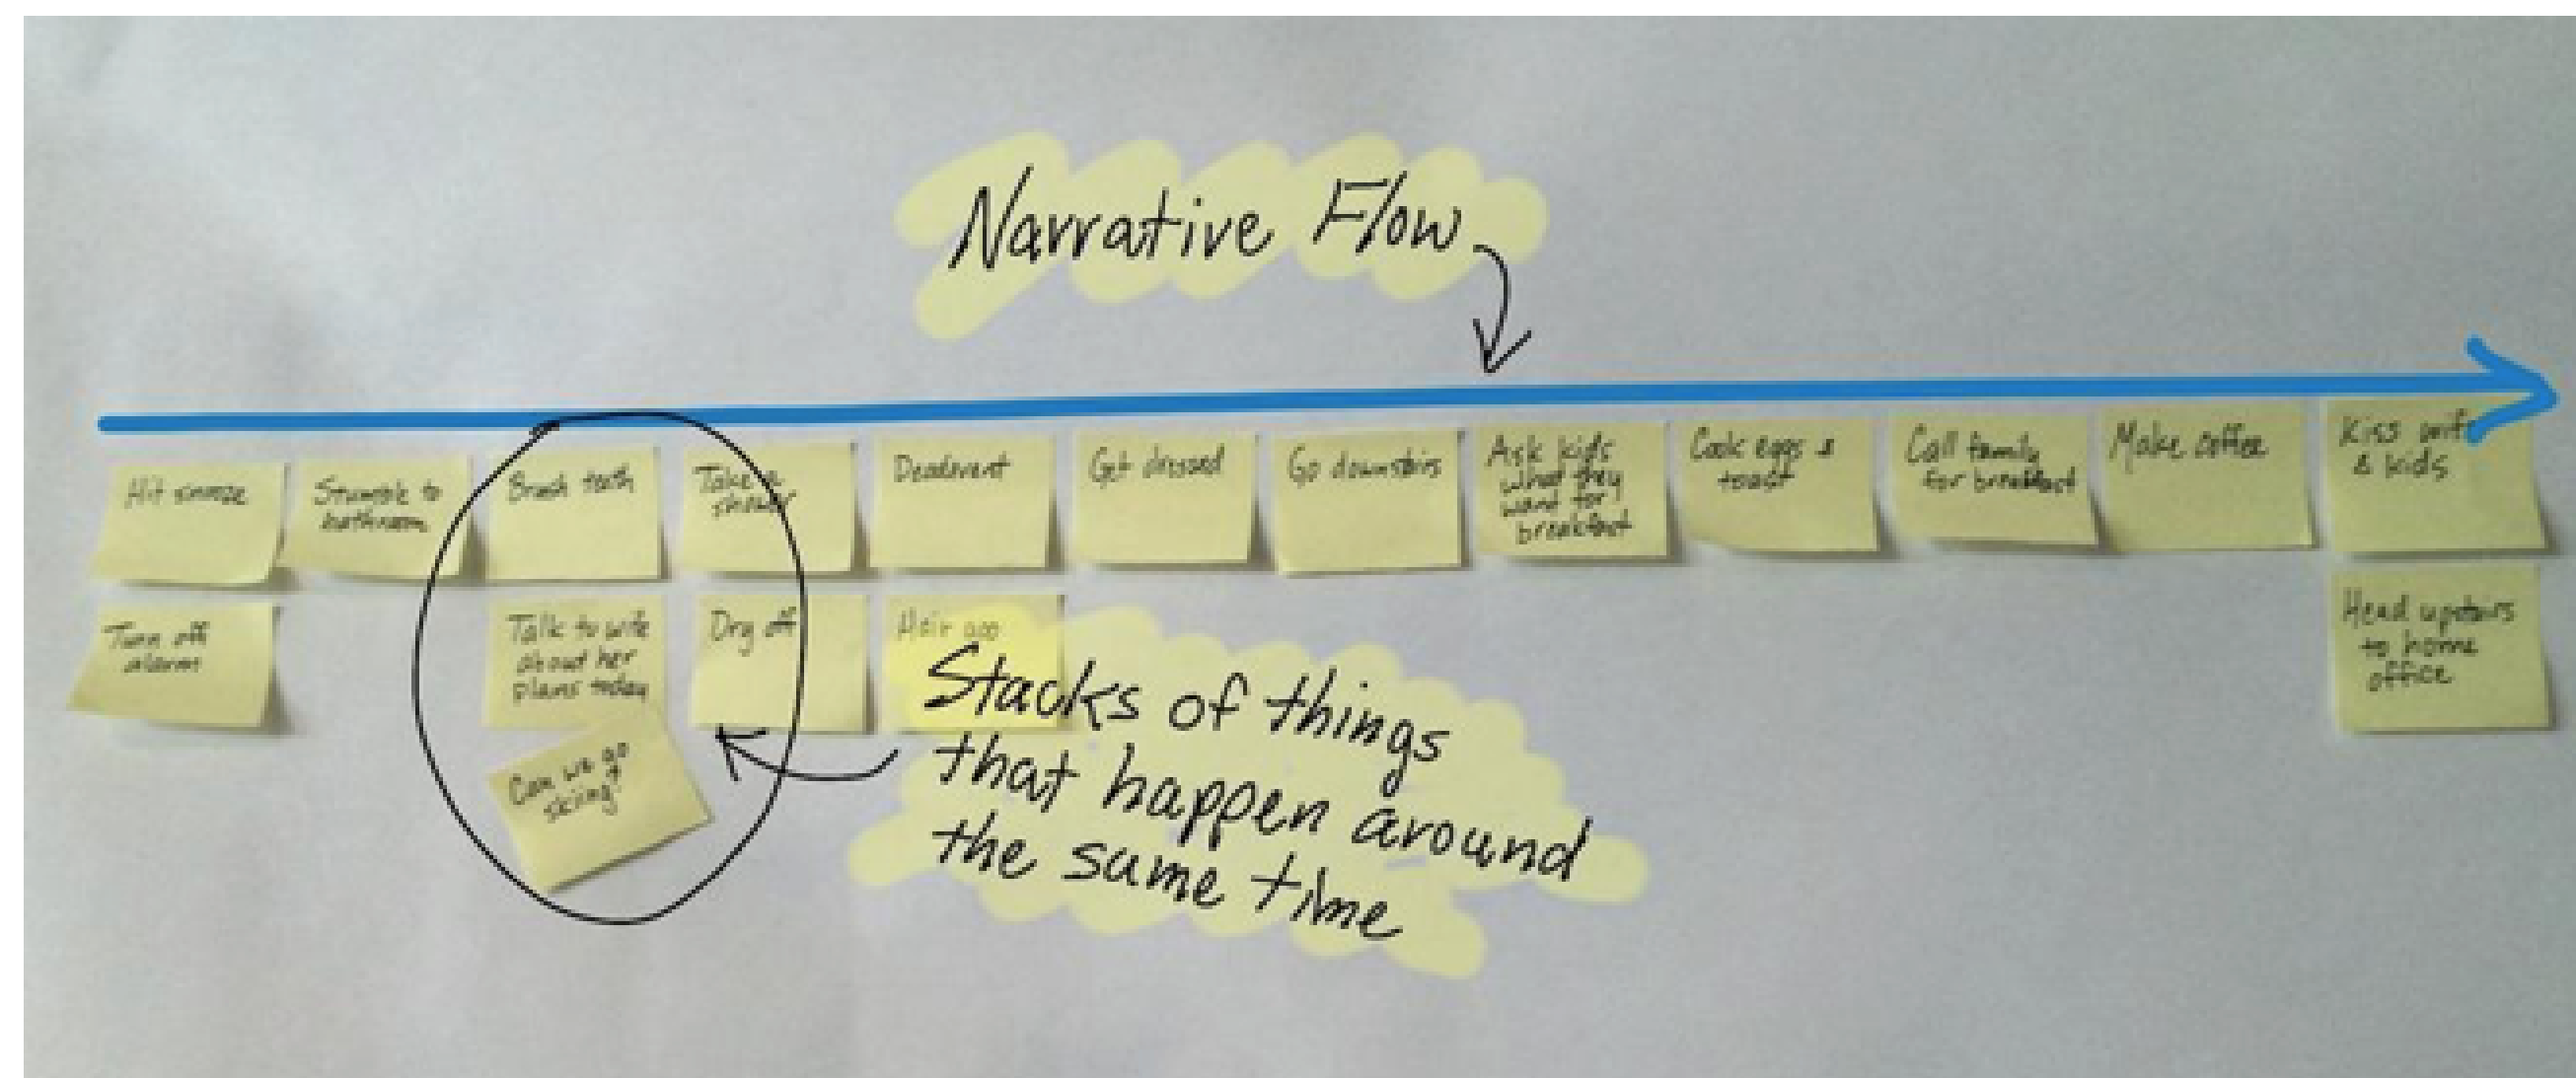 Narrative Flow
Hit snooze
Stumble to
bathroom
Brush teeth
Take a
shower
Deodorant
Get dressed
Go downstairs
Ask kids
what they
want for
breakfast
Cook eggs &
toast
Call family
for breakfast
Make coffee
Kiss wife
& kids
Turn off
alarm
Talk to wife
about her
plans today
Dry off
Hair goo
Head upstairs
to home
office
Can we go
skiing?
Stacks of things
that happen around
the same time